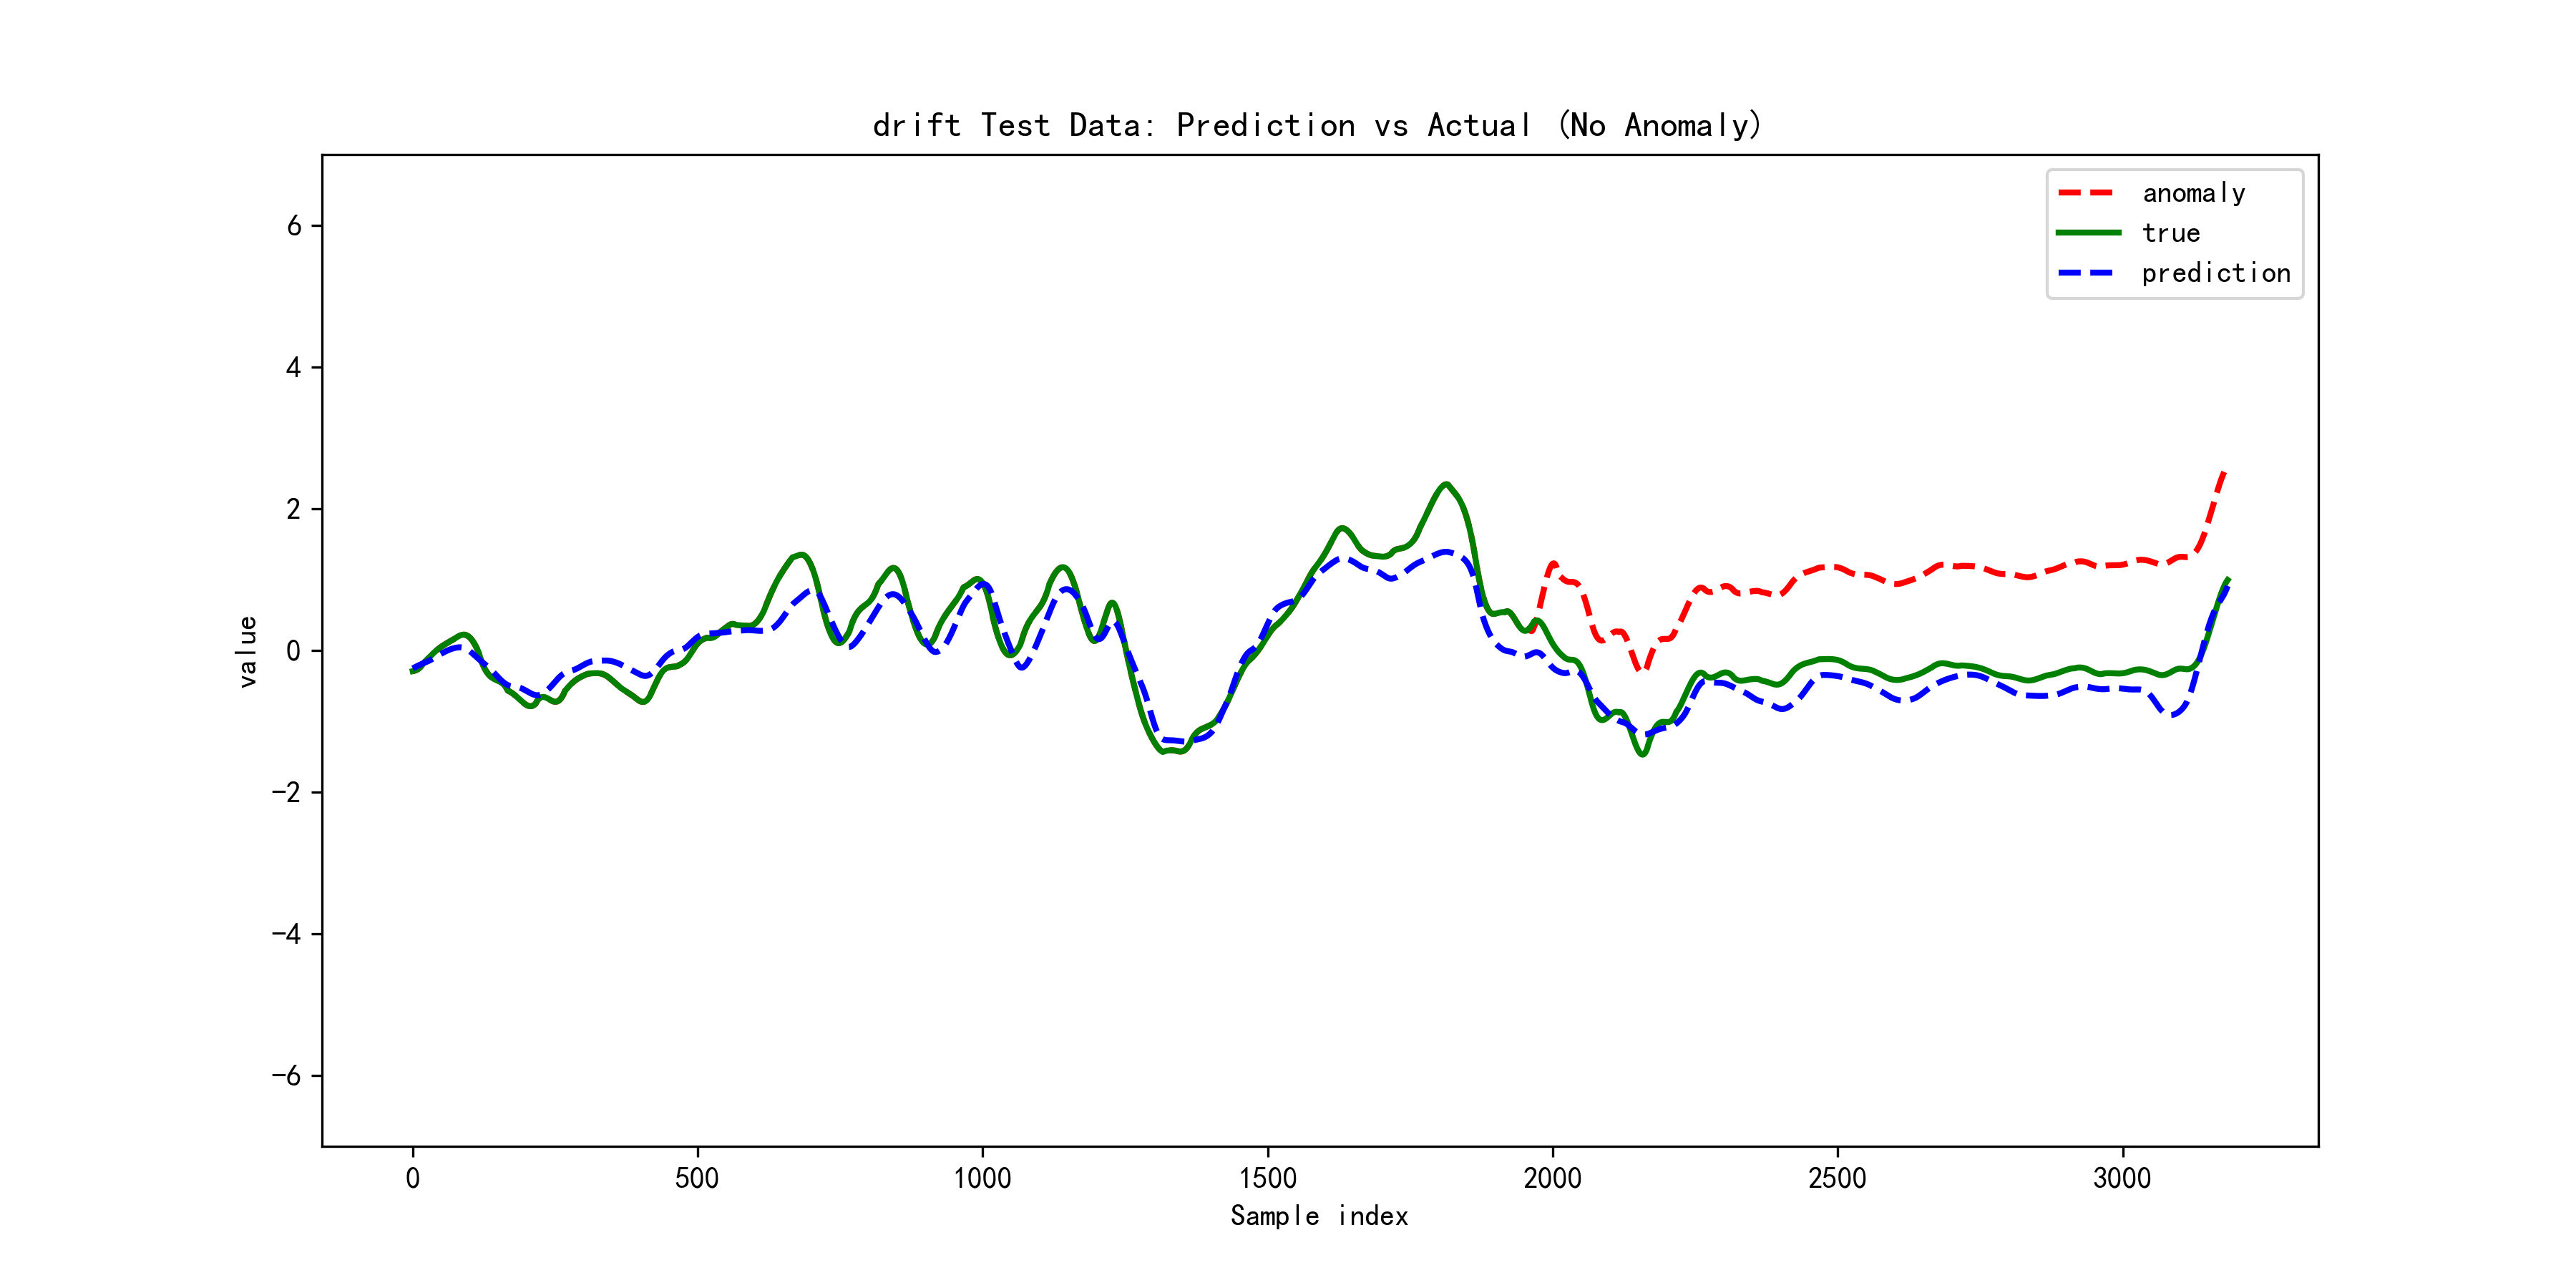 drift Test Data: Prediction vs Actual (No Anomaly)
anomaly
true
prediction
value
6
4
2
0
−2
−4
−6
0 500 1000 1500 2000 2500 3000
Sample index